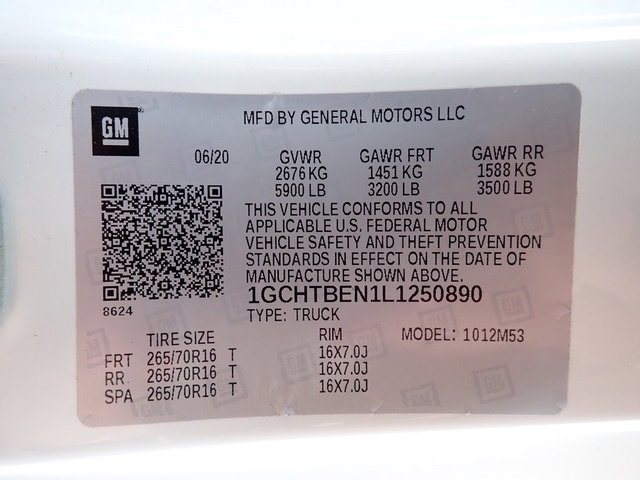 GM
MFD BY GENERAL MOTORS LLC
06/20 GVWR GAWR FRT GAWR RR
2676 KG 1451 KG 1588 KG
5900 LB 3200 LB 3500 LB
THIS VEHICLE CONFORMS TO ALL
APPLICABLE U.S. FEDERAL MOTOR
VEHICLE SAFETY AND THEFT PREVENTION
STANDARDS IN EFFECT ON THE DATE OF
MANUFACTURE SHOWN ABOVE.
1GCHTBEN1L1250890
8624 TYPE: TRUCK
TIRE SIZE RIM MODEL: 1012M53
FRT 265/70R16 T 16X7.0J
RR 265/70R16 T 16X7.0J
SPA 265/70R16 T 16X7.0J